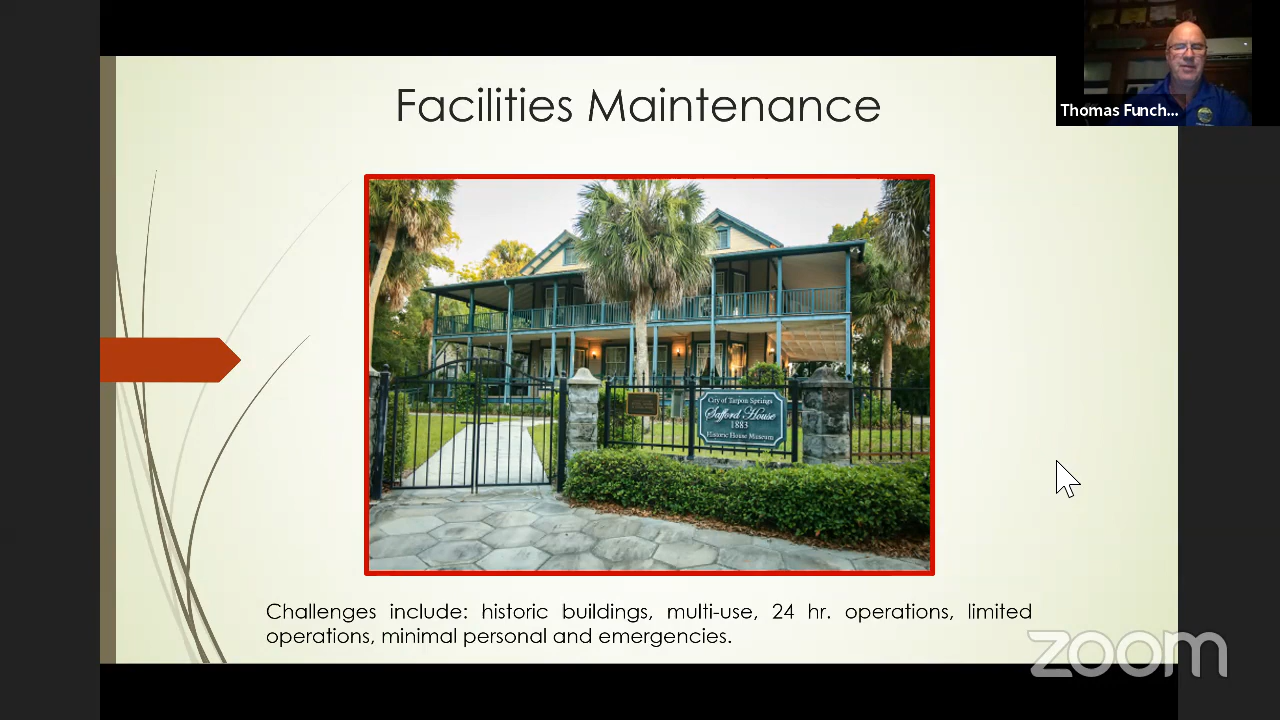 Facilities Maintenance
Thomas Funch...
City of Tarpon Springs
Safford House
1883
Historic House Museum
Challenges include: historic buildings, multi-use, 24 hr. operations, limited
operations, minimal personal and emergencies.
zoom